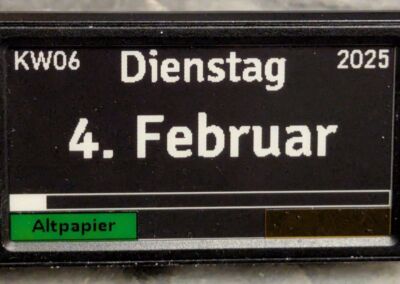 KW06 Dienstag 2025
4. Februar
Altpapier